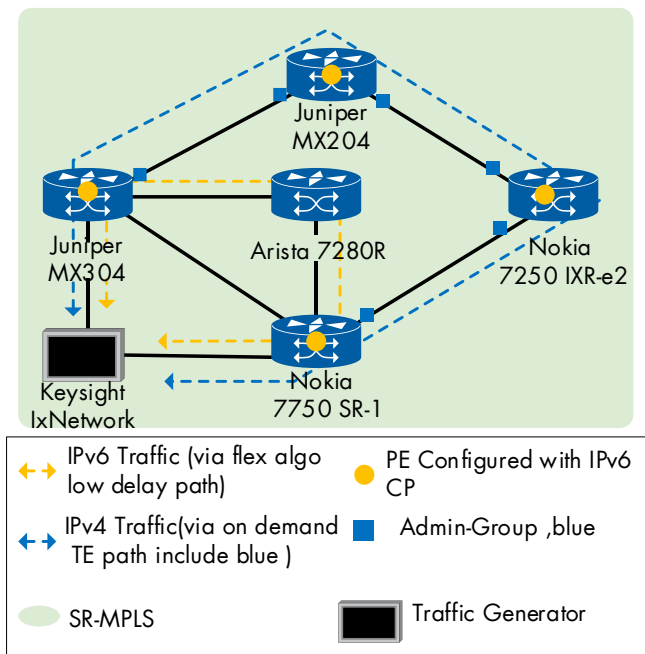 Juniper
MX204
Juniper
MX304
Arista 7280R
Nokia
7250 IXR-e2
Keysight
IxNetwork
Nokia
7750 SR-1
IPv6 Traffic (via flex algo
low delay path)
PE Configured with IPv6
CP
IPv4 Traffic(via on demand
TE path include blue )
Admin-Group ,blue
SR-MPLS
Traffic Generator